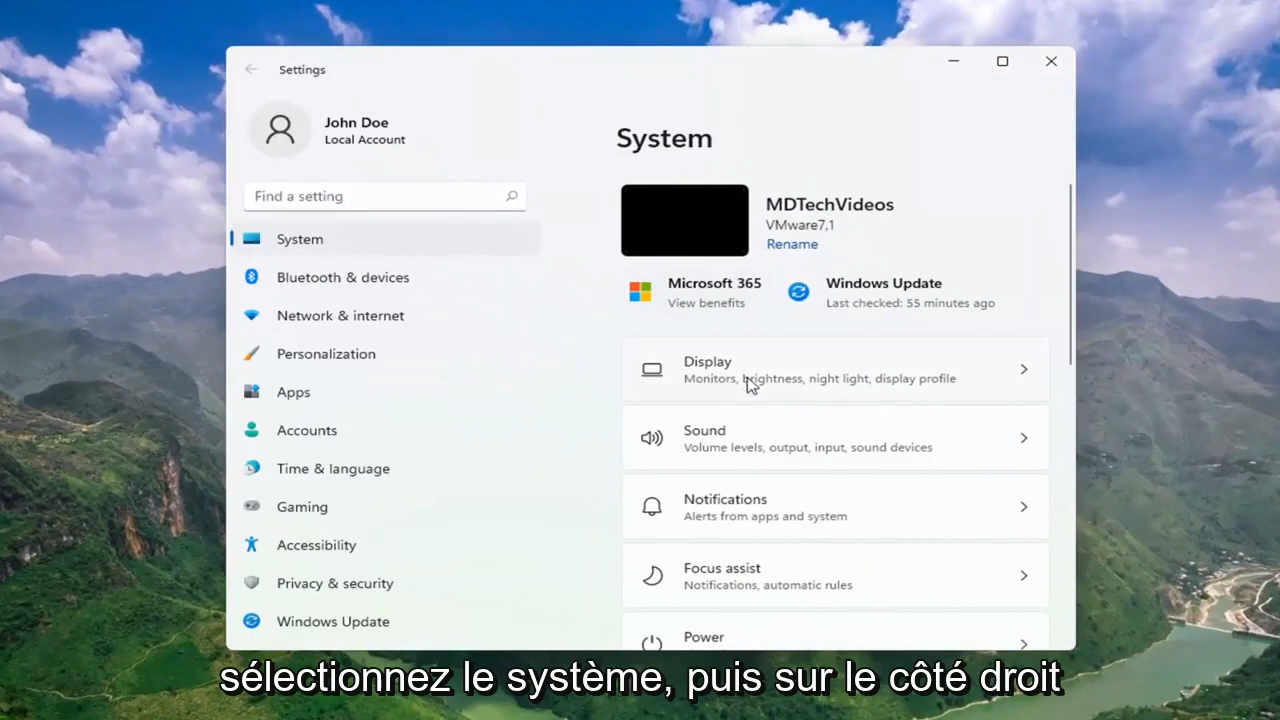 Settings
John Doe
Local Account
Find a setting
System
Bluetooth & devices
Network & internet
Personalization
Apps
Accounts
Time & language
Gaming
Accessibility
Privacy & security
Windows Update
System
MDTechVideos
VMware7,1
Rename
Microsoft 365
View benefits
Windows Update
Last checked: 55 minutes ago
Display
Monitors, brightness, night light, display profile
Sound
Volume levels, output, input, sound devices
Notifications
Alerts from apps and system
Focus assist
Notifications, automatic rules
Power
sélectionnez le système, puis sur le côté droit